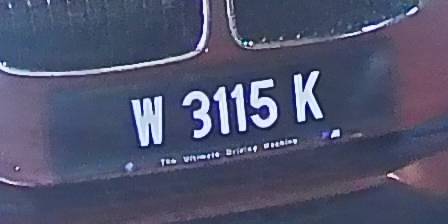 W 3115 K
The Ultimate Driving Machine